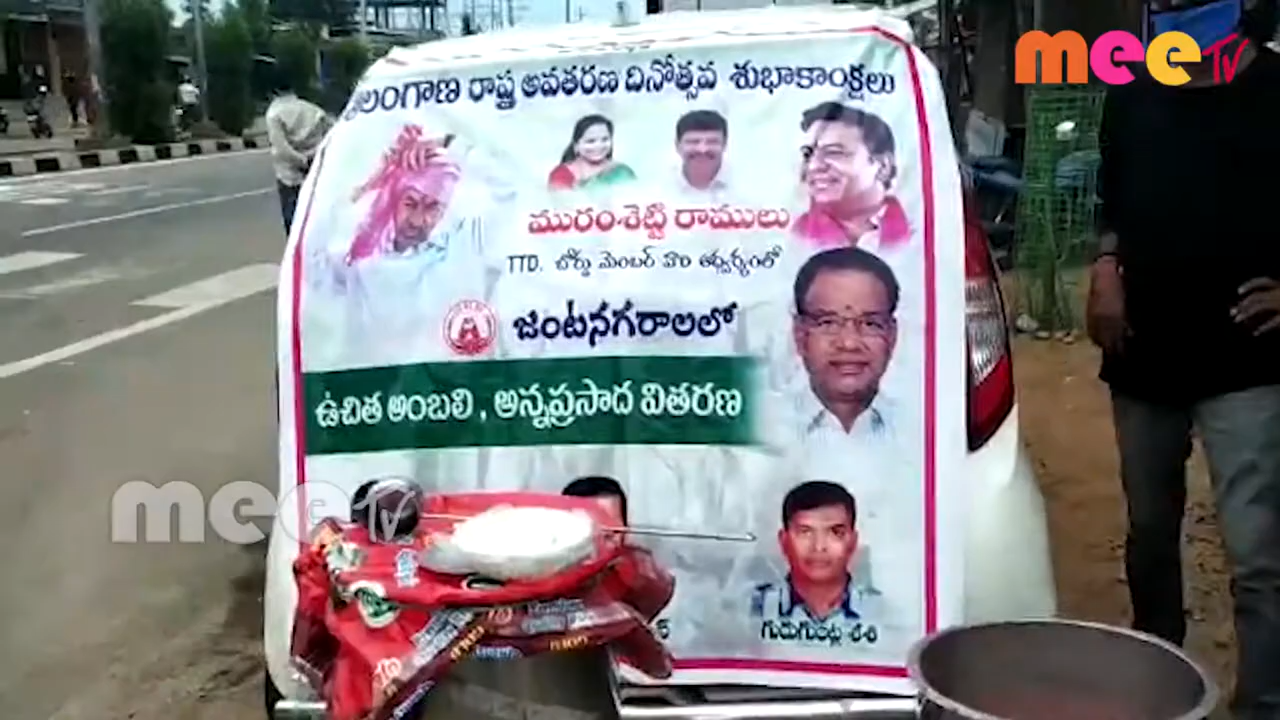 meeTV
తెలంగాణ రాష్ట్ర అవతరణ దినోత్సవ శుభాకాంక్షలు
మురంశెట్టి రాములు
TTD. బోర్డు మెంబర్ వారి ఆధ్వర్యంలో
జంటనగరాలలో
ఉచిత అంబలి, అన్నప్రసాద వితరణ
meeTV